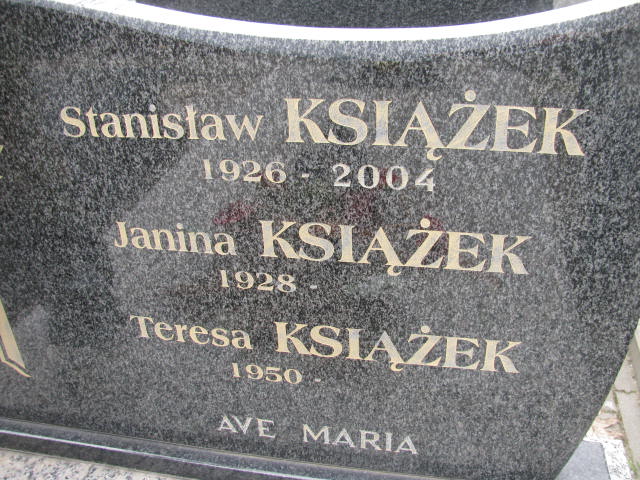 Stanisław KSIĄŻEK
1926 - 2004
Janina KSIĄŻEK
1928 -
Teresa KSIĄŻEK
1950 -
AVE MARIA